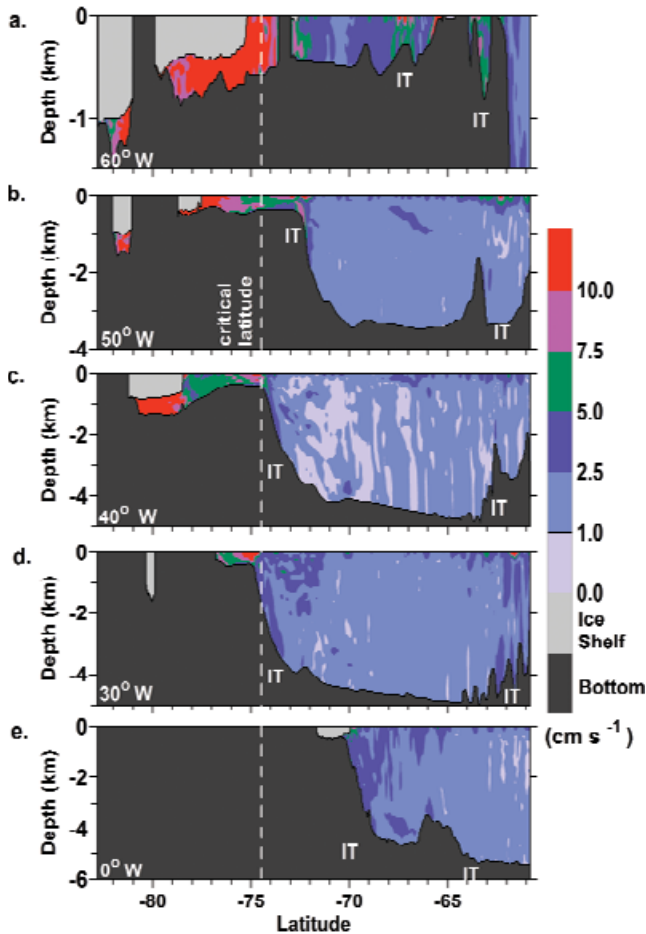 a.
Depth (km)
0
-1
60° W
IT
IT
b.
Depth (km)
0
-2
-4
50° W
critical
latitude
IT
IT
c.
Depth (km)
0
-2
-4
40° W
IT
IT
d.
Depth (km)
0
-2
-4
30° W
IT
IT
e.
Depth (km)
0
-2
-4
-6
0° W
IT
IT
-80
-75
-70
-65
Latitude
10.0
7.5
5.0
2.5
1.0
0.0
Ice
Shelf
Bottom
(cm s -1)